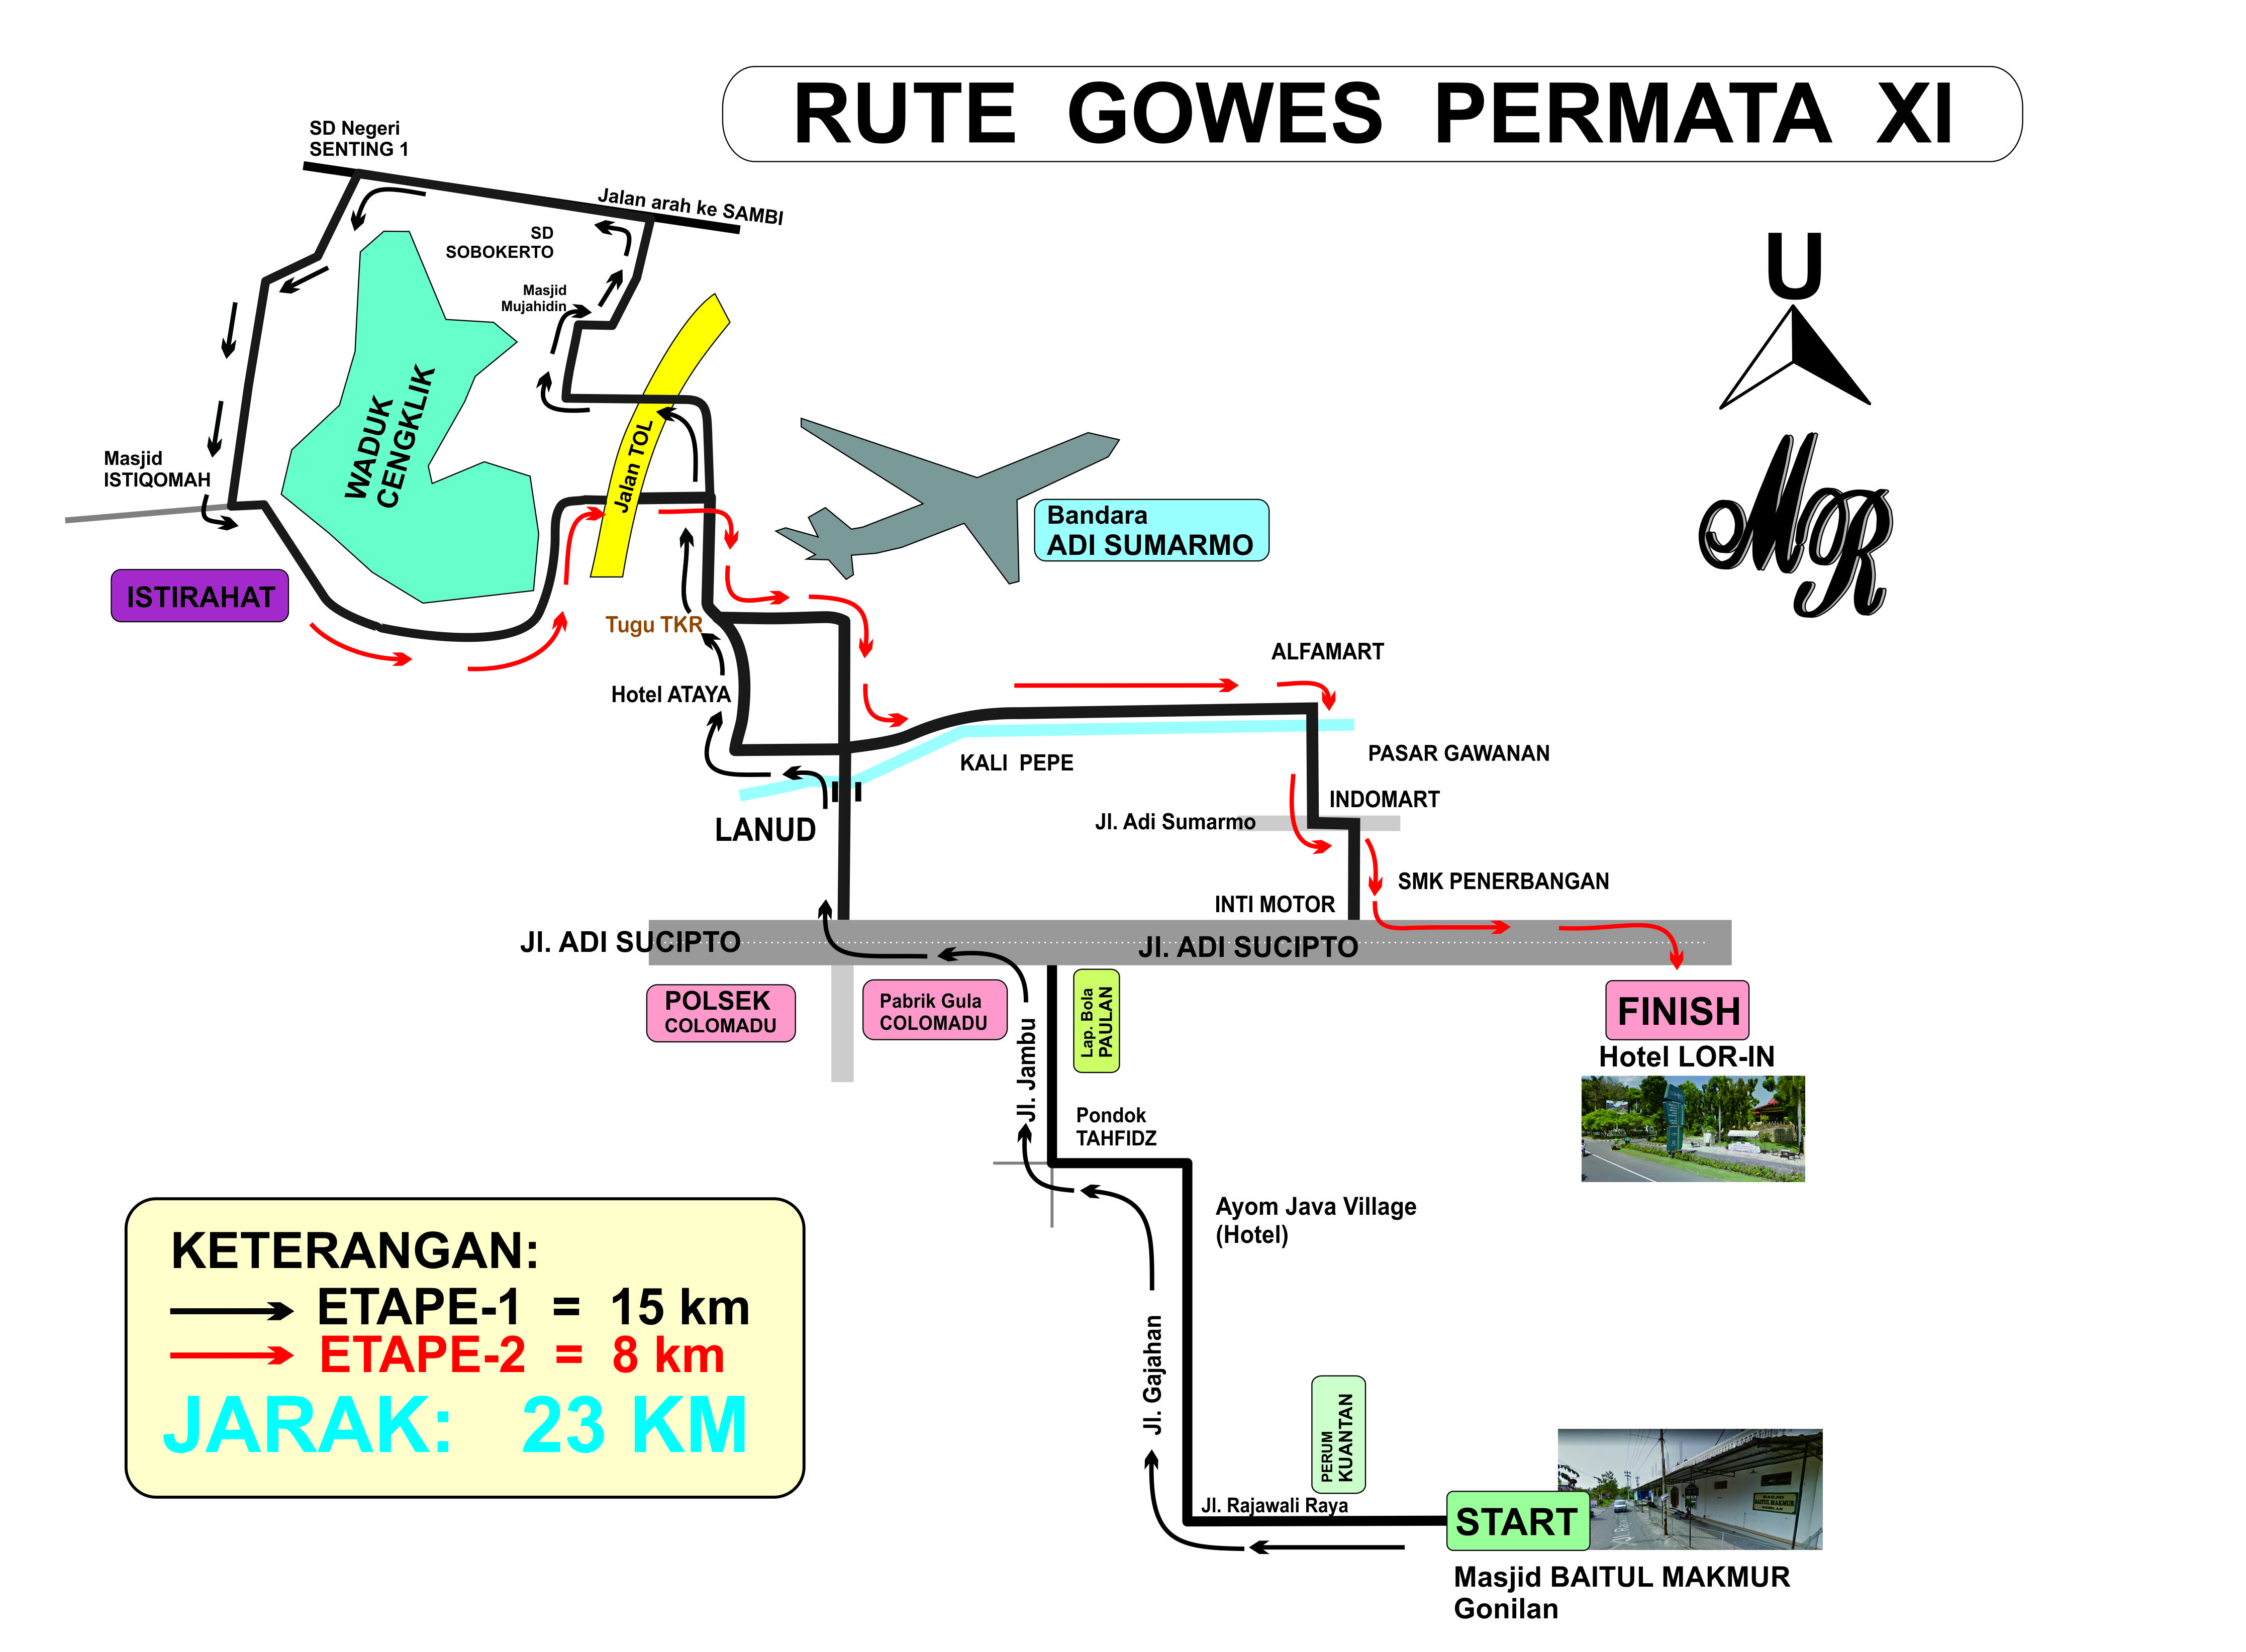 RUTE GOWES PERMATA XI
SD Negeri
SENTING 1
Jalan arah ke SAMBI
SD
SOBOKERTO
Masjid
Mujahidin
U
WADUK
CENGKLIK
Jalan TOL
Masjid
ISTIQOMAH
Bandara
ADI SUMARMO
MR
ISTIRAHAT
Tugu TKR
Hotel ATAYA
ALFAMART
KALI PEPE
PASAR GAWANAN
INDOMART
Jl. Adi Sumarmo
LANUD
SMK PENERBANGAN
INTI MOTOR
Jl. ADI SUCIPTO
Jl. ADI SUCIPTO
POLSEK
COLOMADU
Pabrik Gula
COLOMADU
Lap. Bola
PAULAN
Jl. Jambu
FINISH
Hotel LOR-IN
Pondok
TAHFIDZ
Ayom Java Village
(Hotel)
KETERANGAN:
ETAPE-1 = 15 km
ETAPE-2 = 8 km
JARAK: 23 KM
Jl. Gajahan
PERUM
KUANTAN
Jl. Rajawali Raya
START
MASJID
BAITUL MAKMUR
Masjid BAITUL MAKMUR
Gonilan